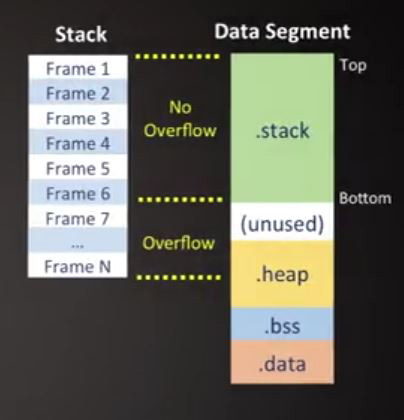 Stack
Frame 1
Frame 2
Frame 3
Frame 4
Frame 5
Frame 6
Frame 7
...
Frame N
No
Overflow
Overflow
Data Segment
Top
.stack
Bottom
(unused)
.heap
.bss
.data